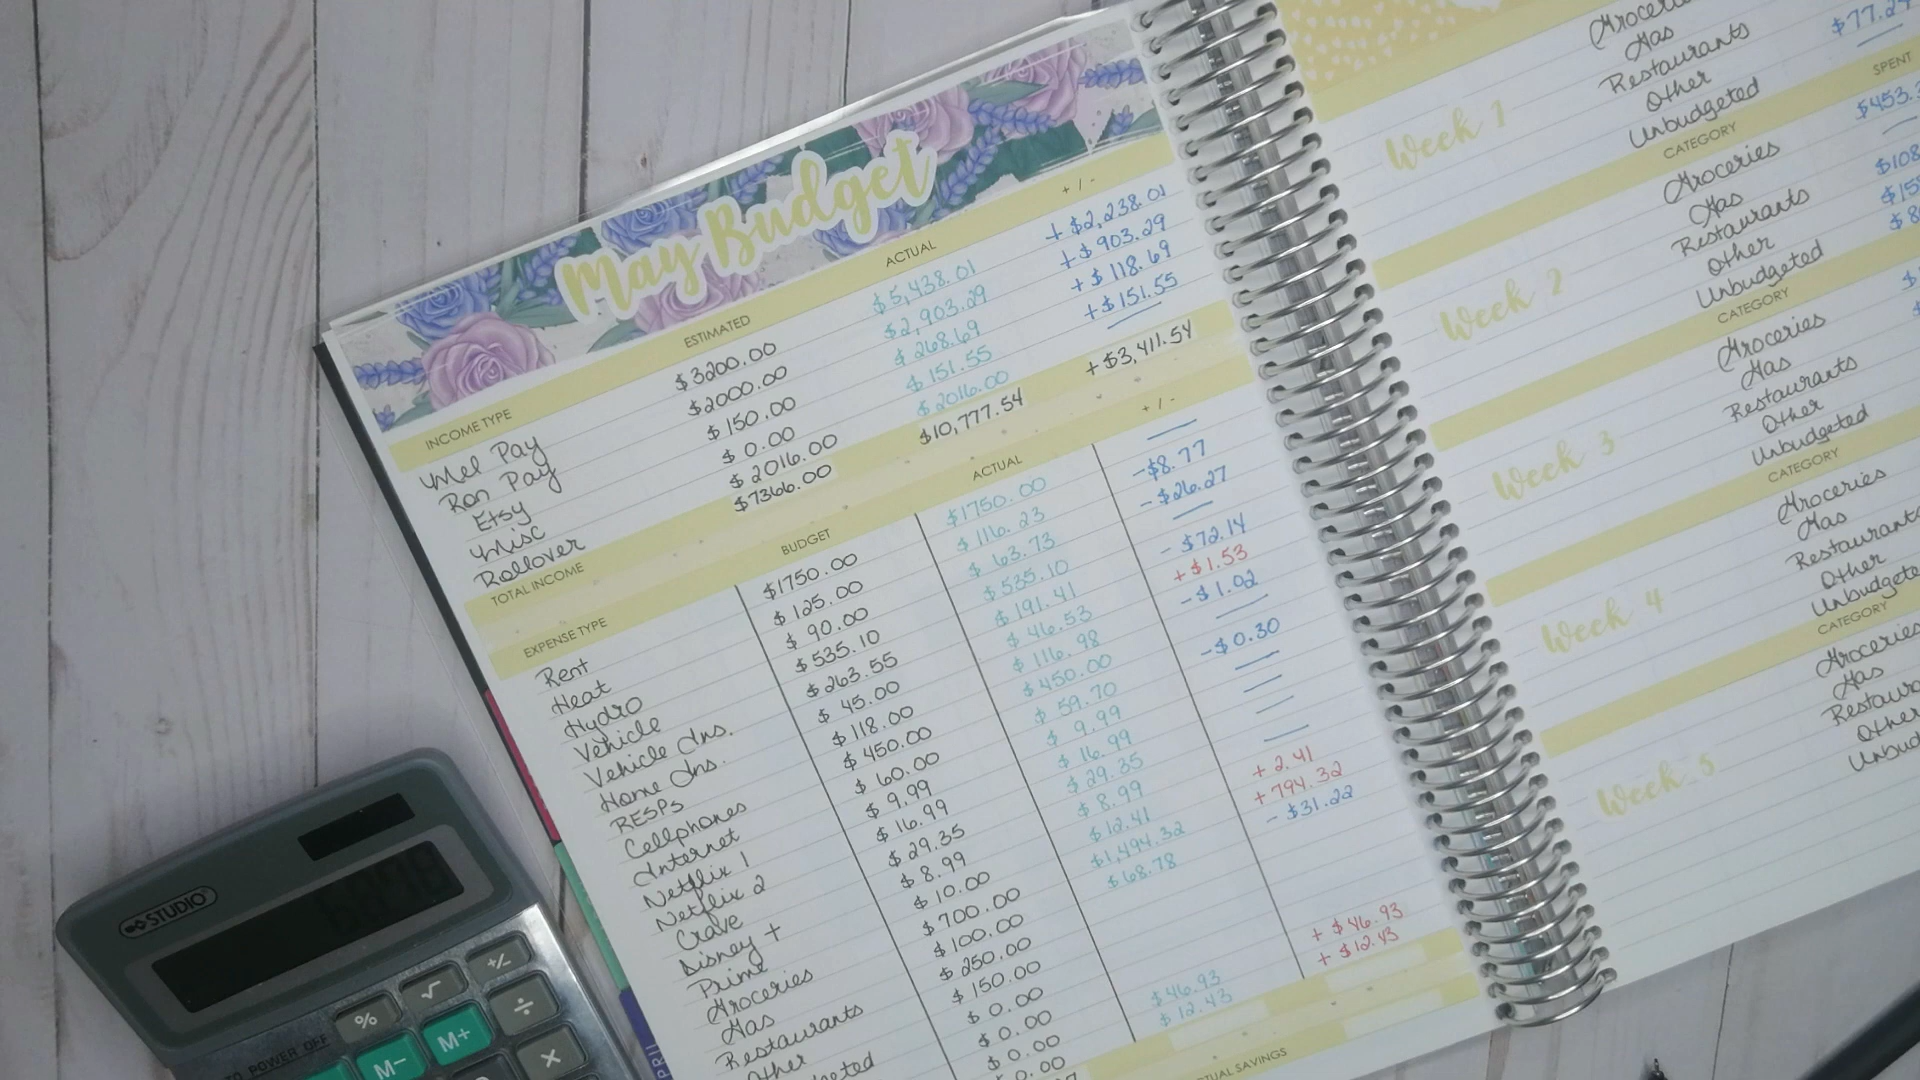 May Budget
INCOME TYPE ESTIMATED ACTUAL + / -
Mel Pay $3200.00 $5,438.01 + $2,238.01
Ron Pay $2000.00 $2,903.29 + $903.29
Etsy $150.00 $268.69 + $118.69
Misc $0.00 $151.55 + $151.55
Rollover $2016.00 $2016.00
TOTAL INCOME $7366.00 $10,777.54 + $3,411.54
EXPENSE TYPE BUDGET ACTUAL + / -
Rent $1750.00 $1750.00
Heat $125.00 $116.23 - $8.77
Hydro $90.00 $63.73 - $26.27
Vehicle $535.10 $535.10
Vehicle Ins. $263.55 $191.41 - $72.14
Home Ins. $45.00 $46.53 + $1.53
RESPs $118.00 $116.98 - $1.02
Cellphones $450.00 $450.00
Internet $60.00 $59.70 - $0.30
Netflix 1 $9.99 $9.99
Netflix 2 $16.99 $16.99
Crave $29.35 $29.35
Disney + $8.99 $8.99
Prime $10.00 $12.41 + 2.41
Groceries $700.00 $1,494.32 + 794.32
Gas $100.00 $68.78 - $31.22
Restaurants $250.00
Other $150.00
$0.00
$0.00 $46.93 + $46.93
$0.00 $12.43 + $12.43
SAVINGS
Gas
Restaurants $77.2
Other
Unbudgeted
Week 1
CATEGORY SPENT
Groceries $453.
Gas
Restaurants $108
Other $15
Unbudgeted $8
Week 2
CATEGORY
Groceries
Gas
Restaurants
Other
Unbudgeted
Week 3
CATEGORY
Groceries
Gas
Restaurants
Other
Week 4
CATEGORY
Groceries
Gas
Other
Week 5
STUDIO
POWER OFF
% √ +/-
M- M+ ÷
×